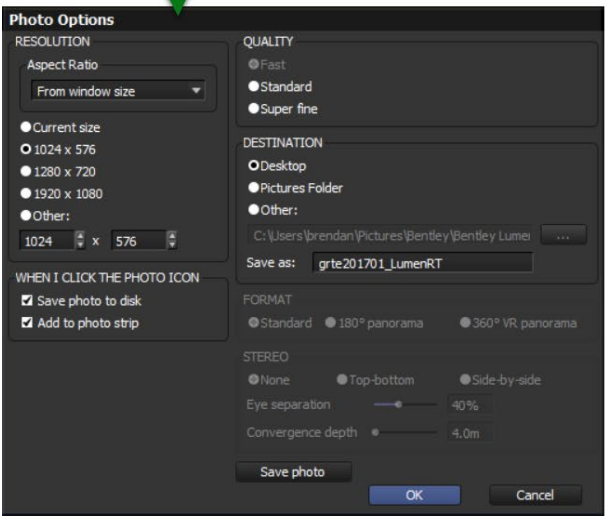 Photo Options
RESOLUTION
Aspect Ratio
From window size
Current size
1024 x 576
1280 x 720
1920 x 1080
Other:
1024 x 576
WHEN I CLICK THE PHOTO ICON
Save photo to disk
Add to photo strip
QUALITY
Fast
Standard
Super fine
DESTINATION
Desktop
Pictures Folder
Other:
C:\Users\brendan\Pictures\Bentley\Bentley Lumei ...
Save as: grte201701_LumenRT
FORMAT
Standard 180° panorama 360° VR panorama
STEREO
None Top-bottom Side-by-side
Eye separation 40%
Convergence depth 4.0m
Save photo
OK Cancel